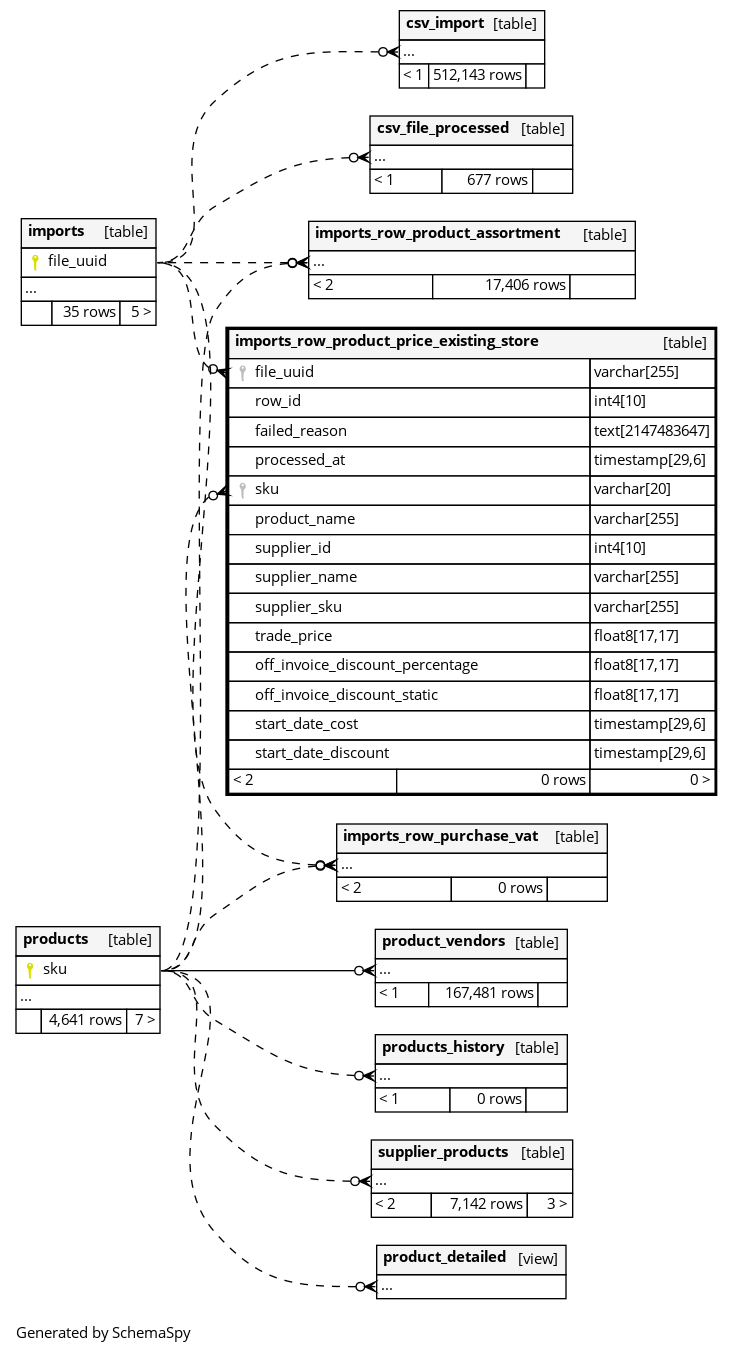 csv_import [table]
...
< 1 512,143 rows
csv_file_processed [table]
...
< 1 677 rows
imports [table]
file_uuid
...
35 rows 5 >
imports_row_product_assortment [table]
...
< 2 17,406 rows
imports_row_product_price_existing_store [table]
file_uuid varchar[255]
row_id int4[10]
failed_reason text[2147483647]
processed_at timestamp[29,6]
sku varchar[20]
product_name varchar[255]
supplier_id int4[10]
supplier_name varchar[255]
supplier_sku varchar[255]
trade_price float8[17,17]
off_invoice_discount_percentage float8[17,17]
off_invoice_discount_static float8[17,17]
start_date_cost timestamp[29,6]
start_date_discount timestamp[29,6]
< 2 0 rows 0 >
imports_row_purchase_vat [table]
...
< 2 0 rows
products [table]
sku
...
4,641 rows 7 >
product_vendors [table]
...
< 1 167,481 rows
products_history [table]
...
< 1 0 rows
supplier_products [table]
...
< 2 7,142 rows 3 >
product_detailed [view]
...
Generated by SchemaSpy